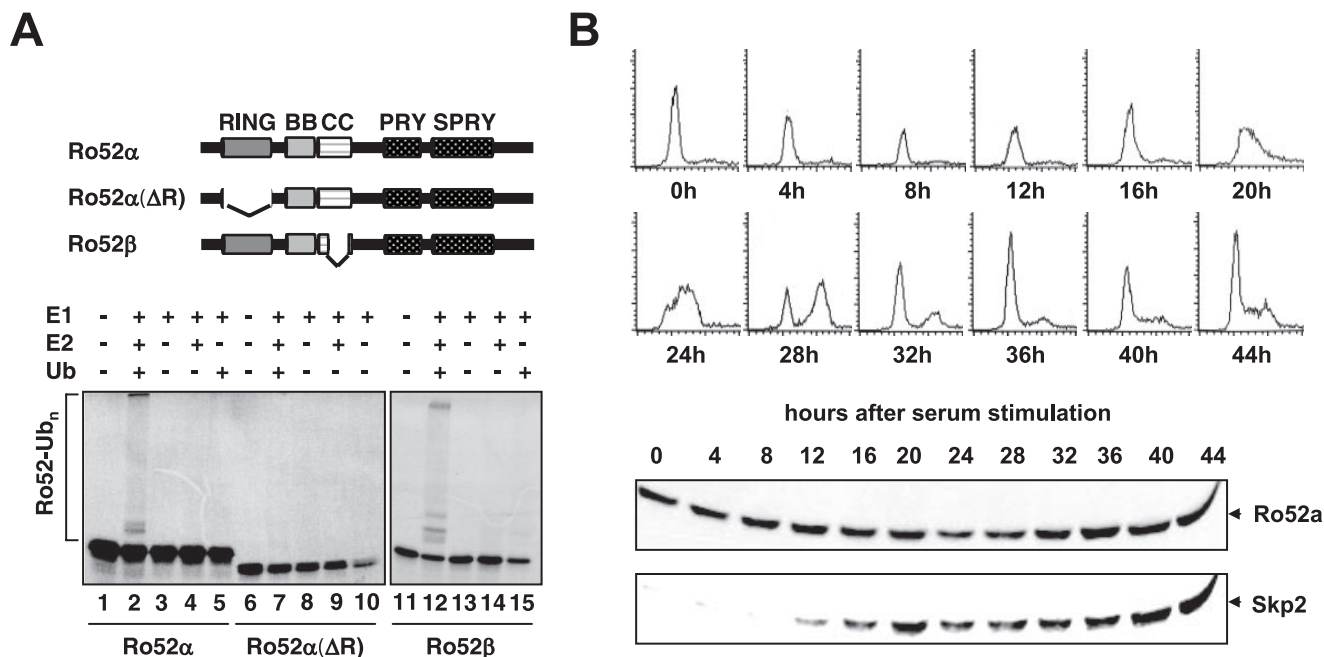 A
RING BB CC PRY SPRY
Ro52α
Ro52α(ΔR)
Ro52β
E1 - + + + + - + + + + - + + + +
E2 - + - + - - + - + - - + - + -
Ub - + - - + - + - - + - + - - +
Ro52-Ubn
1 2 3 4 5 6 7 8 9 10 11 12 13 14 15
Ro52α Ro52α(ΔR) Ro52β
B
0h 4h 8h 12h 16h 20h
24h 28h 32h 36h 40h 44h
hours after serum stimulation
0 4 8 12 16 20 24 28 32 36 40 44
Ro52a
Skp2